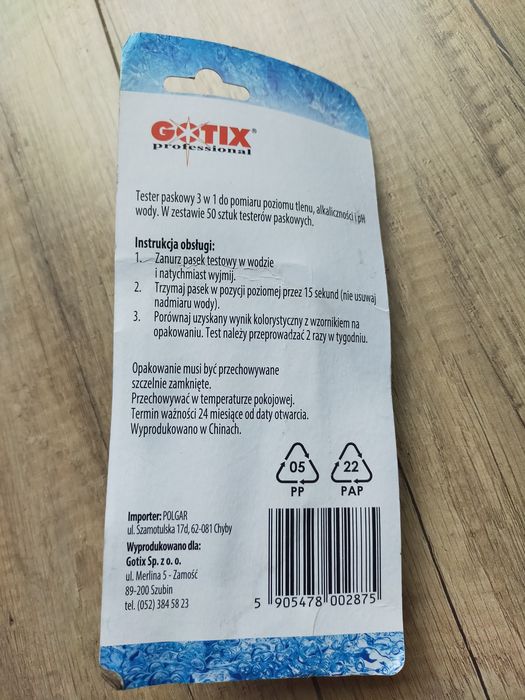 GOTIX®
professional
Tester paskowy 3 w 1 do pomiaru poziomu tlenu, alkaliczności i pH
wody. W zestawie 50 sztuk testerów paskowych.
Instrukcja obsługi:
1. Zanurz pasek testowy w wodzie
i natychmiast wyjmij.
2. Trzymaj pasek w pozycji poziomej przez 15 sekund (nie usuwaj
nadmiaru wody).
3. Porównaj uzyskany wynik kolorystyczny z wzornikiem na
opakowaniu. Test należy przeprowadzać 2 razy w tygodniu.
Opakowanie musi być przechowywane
szczelnie zamknięte.
Przechowywać w temperaturze pokojowej.
Termin ważności 24 miesiące od daty otwarcia.
Wyprodukowano w Chinach.
05
PP
22
PAP
Importer: POLGAR
ul. Szamotulska 17d, 62-081 Chyby
Wyprodukowano dla:
Gotix Sp. z o. o.
ul. Merlina 5 - Zamość
89-200 Szubin
tel. (052) 384 58 23
5 905478 002875